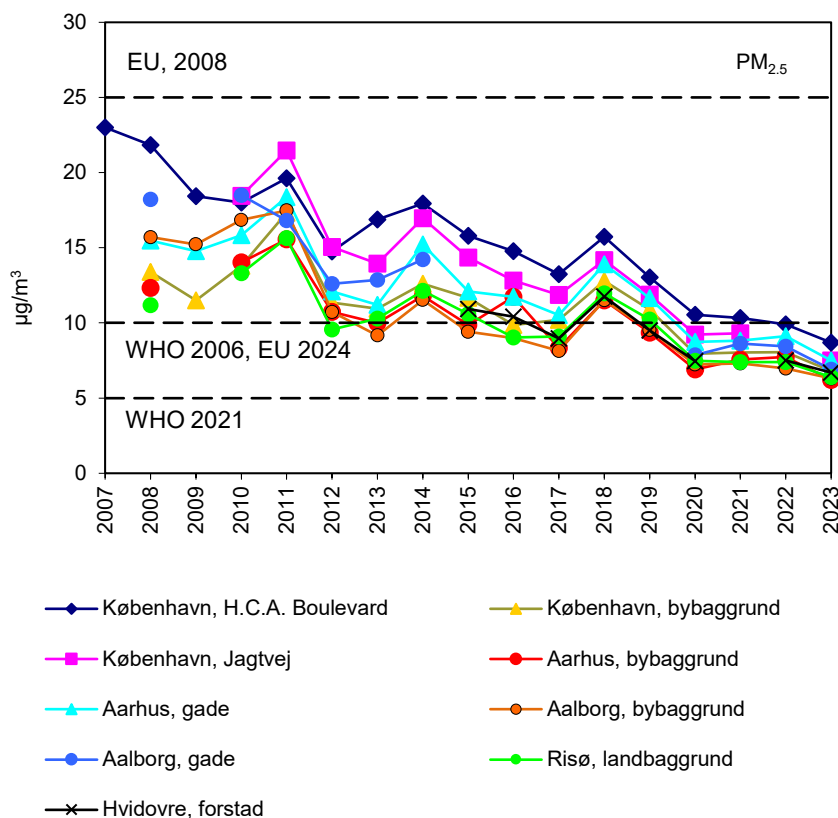 30
25
20
15
10
5
0
µg/m³
EU, 2008
PM2.5
WHO 2006, EU 2024
WHO 2021
2007
2008
2009
2010
2011
2012
2013
2014
2015
2016
2017
2018
2019
2020
2021
2022
2023
København, H.C.A. Boulevard
København, bybaggrund
København, Jagtvej
Aarhus, bybaggrund
Aarhus, gade
Aalborg, bybaggrund
Aalborg, gade
Risø, landbaggrund
Hvidovre, forstad